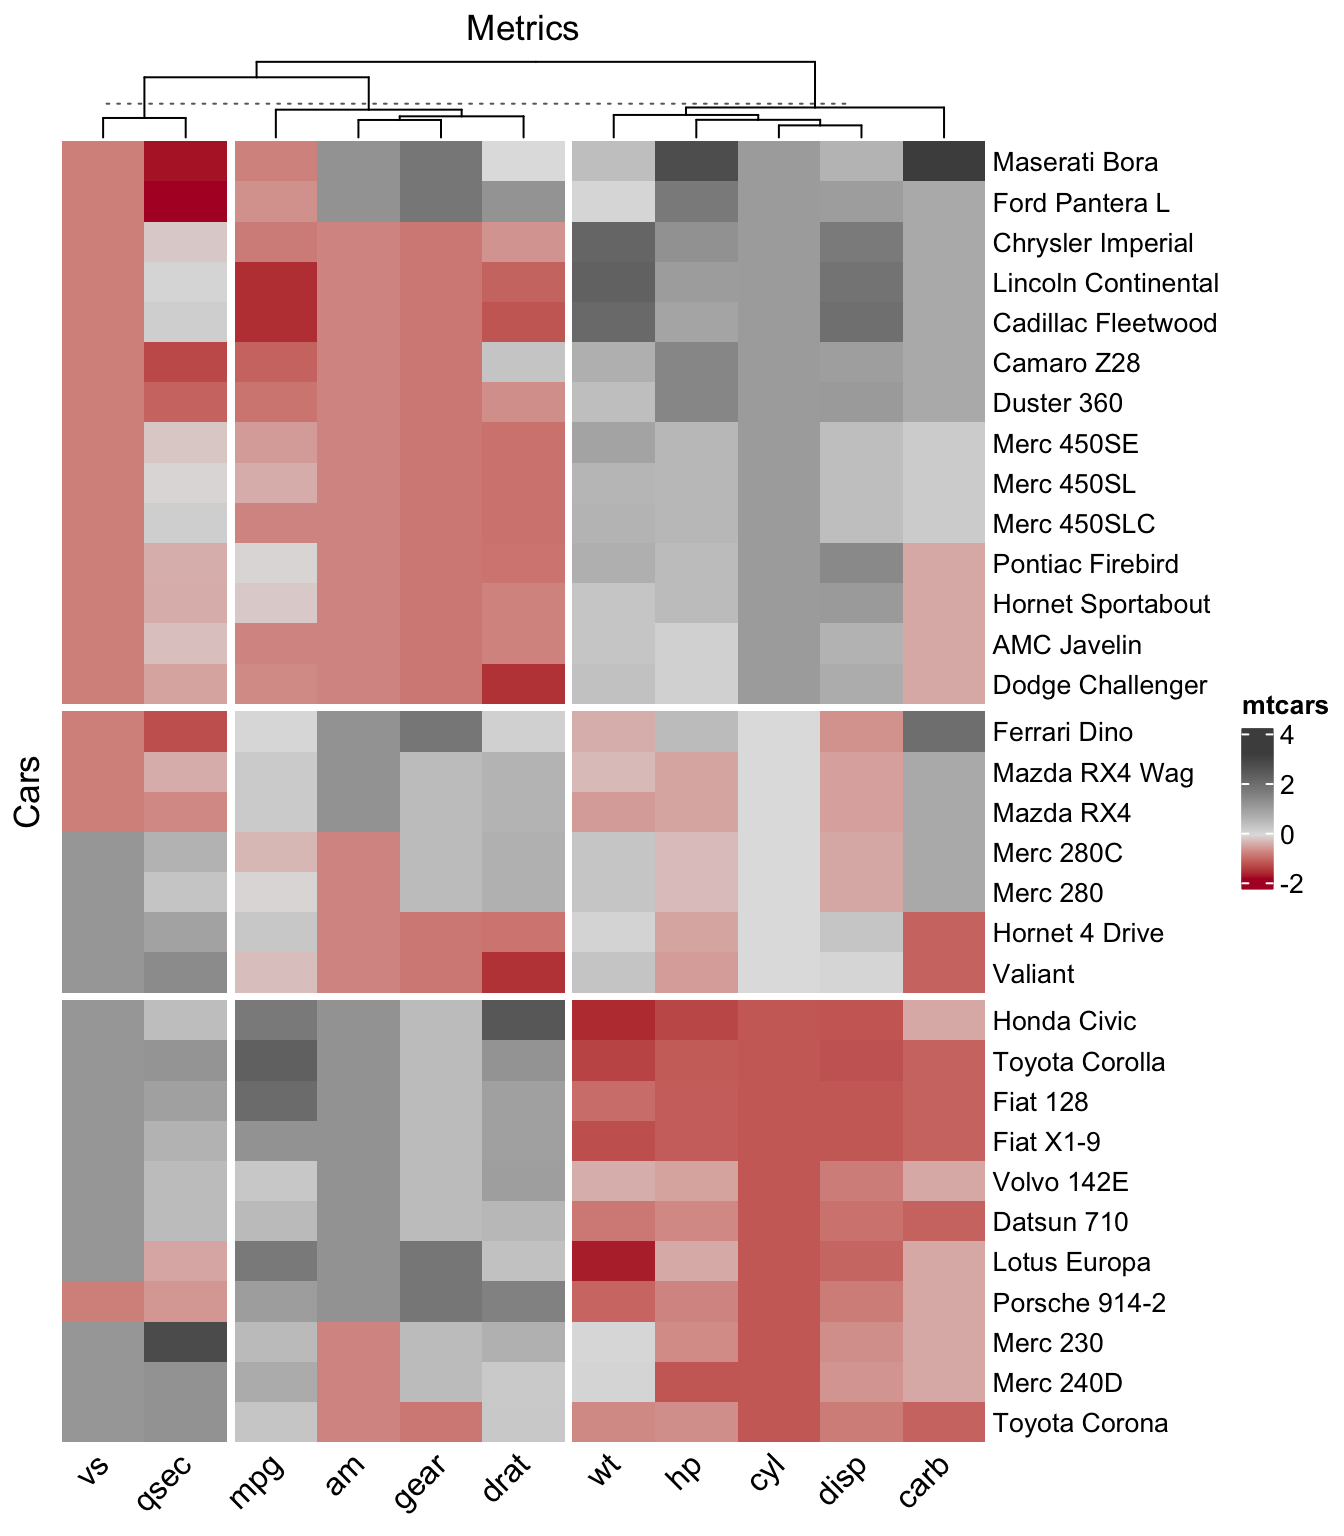 Metrics
Maserati Bora
Ford Pantera L
Chrysler Imperial
Lincoln Continental
Cadillac Fleetwood
Camaro Z28
Duster 360
Merc 450SE
Merc 450SL
Merc 450SLC
Pontiac Firebird
Hornet Sportabout
AMC Javelin
Dodge Challenger
Ferrari Dino
Mazda RX4 Wag
Mazda RX4
Merc 280C
Merc 280
Hornet 4 Drive
Valiant
Honda Civic
Toyota Corolla
Fiat 128
Fiat X1-9
Volvo 142E
Datsun 710
Lotus Europa
Porsche 914-2
Merc 230
Merc 240D
Toyota Corona
Cars
vs
qsec
mpg
am
gear
drat
wt
hp
cyl
disp
carb
mtcars
4
2
0
-2